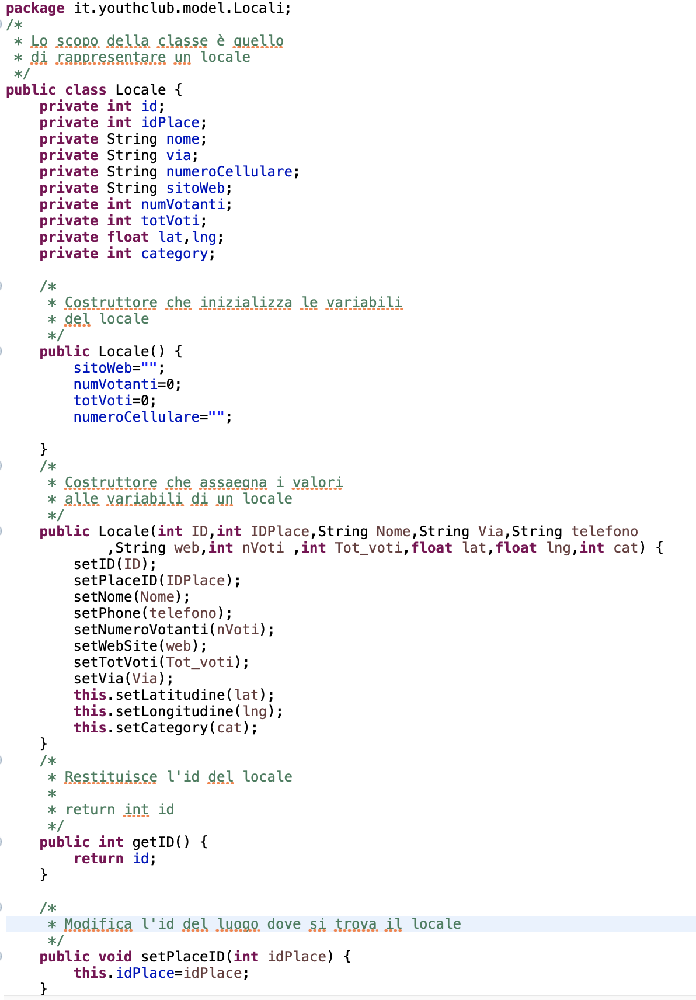 package it.youthclub.model.Locali;
/*
 * Lo scopo della classe è quello
 * di rappresentare un locale
 */
public class Locale {
    private int id;
    private int idPlace;
    private String nome;
    private String via;
    private String numeroCellulare;
    private String sitoWeb;
    private int numVotanti;
    private int totVoti;
    private float lat,lng;
    private int category;

    /*
     * Costruttore che inizializza le variabili
     * del locale
     */
    public Locale() {
        sitoWeb="";
        numVotanti=0;
        totVoti=0;
        numeroCellulare="";

    }
    /*
     * Costruttore che assaegna i valori
     * alle variabili di un locale
     */
    public Locale(int ID,int IDPlace,String Nome,String Via,String telefono
            ,String web,int nVoti ,int Tot_voti,float lat,float lng,int cat) {
        setID(ID);
        setPlaceID(IDPlace);
        setNome(Nome);
        setPhone(telefono);
        setNumeroVotanti(nVoti);
        setWebSite(web);
        setTotVoti(Tot_voti);
        setVia(Via);
        this.setLatitudine(lat);
        this.setLongitudine(lng);
        this.setCategory(cat);
    }
    /*
     * Restituisce l'id del locale
     *
     * return int id
     */
    public int getID() {
        return id;
    }

    /*
     * Modifica l'id del luogo dove si trova il locale
     */
    public void setPlaceID(int idPlace) {
        this.idPlace=idPlace;
    }